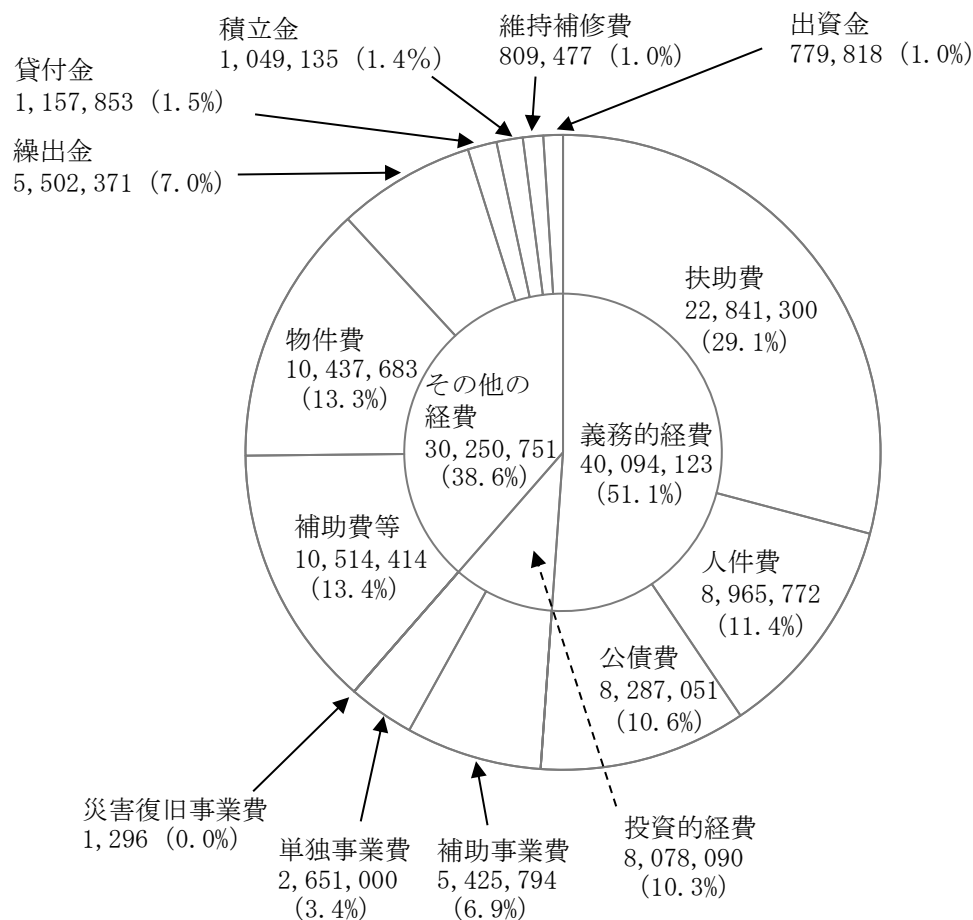 積立金
1,049,135 (1.4%)
維持補修費
809,477 (1.0%)
出資金
779,818 (1.0%)
貸付金
1,157,853 (1.5%)
繰出金
5,502,371 (7.0%)
扶助費
22,841,300
(29.1%)
物件費
10,437,683
(13.3%)
その他の
経費
30,250,751
(38.6%)
義務的経費
40,094,123
(51.1%)
補助費等
10,514,414
(13.4%)
人件費
8,965,772
(11.4%)
公債費
8,287,051
(10.6%)
災害復旧事業費
1,296 (0.0%)
単独事業費
2,651,000
(3.4%)
補助事業費
5,425,794
(6.9%)
投資的経費
8,078,090
(10.3%)